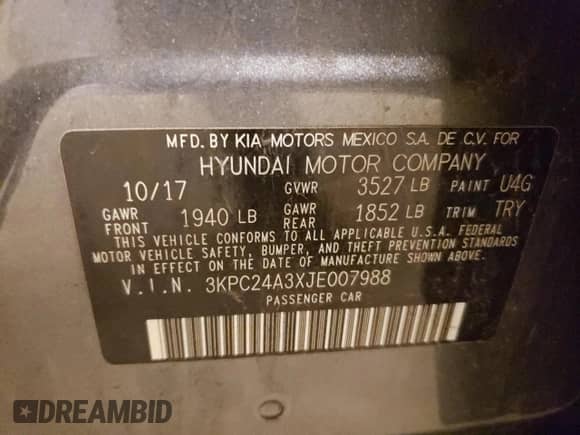 MFD. BY KIA MOTORS MEXICO S.A. DE C.V. FOR
HYUNDAI MOTOR COMPANY
10/17 GVWR 3527 LB PAINT U4G
GAWR FRONT 1940 LB GAWR REAR 1852 LB TRIM TRY
THIS VEHICLE CONFORMS TO ALL APPLICABLE U.S.A. FEDERAL
MOTOR VEHICLE SAFETY, BUMPER, AND THEFT PREVENTION STANDARDS
IN EFFECT ON THE DATE OF MANUFACTURE SHOWN ABOVE.
V.I.N. 3KPC24A3XJE007988
PASSENGER CAR
DREAMBID